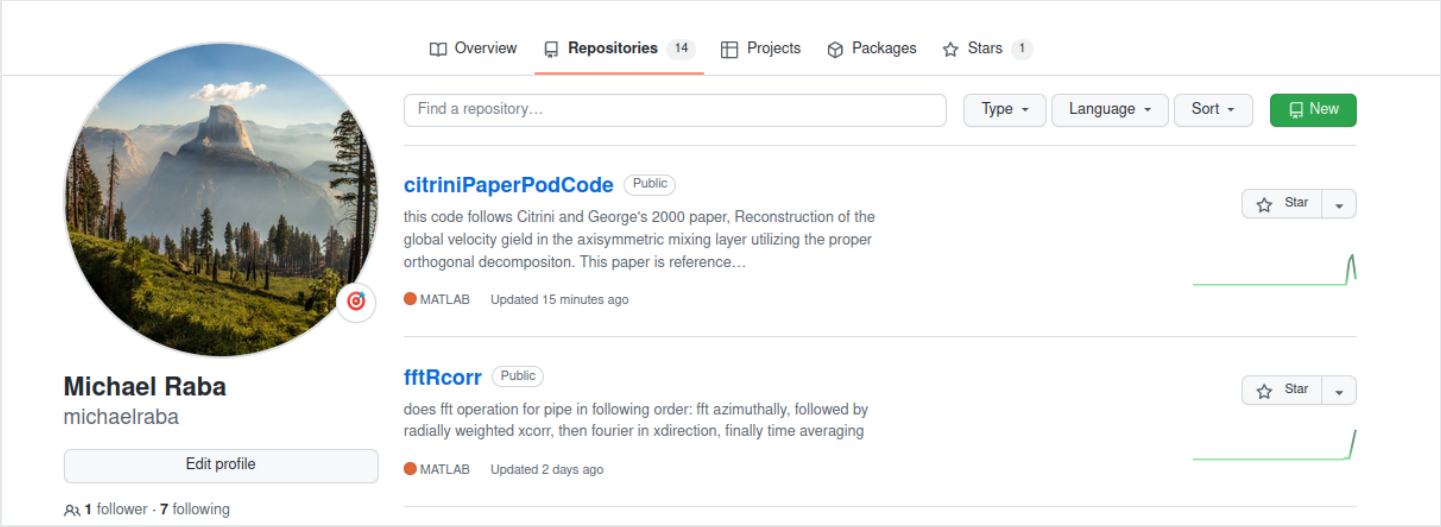 Overview Repositories 14 Projects Packages Stars 1
Find a repository… Type Language Sort New
citriniPaperPodCode Public
Star
this code follows Citrini and George's 2000 paper, Reconstruction of the
global velocity gield in the axisymmetric mixing layer utilizing the proper
orthogonal decompositon. This paper is reference…
MATLAB Updated 15 minutes ago
fftRcorr Public
Star
does fft operation for pipe in following order: fft azimuthally, followed by
radially weighted xcorr, then fourier in xdirection, finally time averaging
MATLAB Updated 2 days ago
Michael Raba
michaelraba
Edit profile
1 follower · 7 following